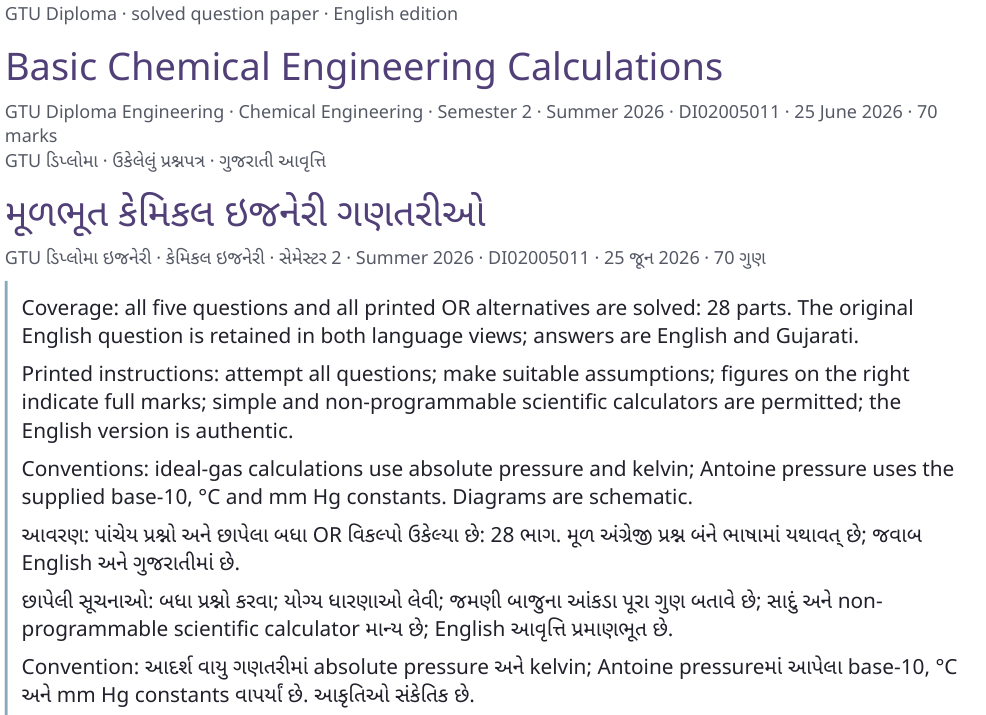 GTU Diploma · solved question paper · English edition
Basic Chemical Engineering Calculations
GTU Diploma Engineering · Chemical Engineering · Semester 2 · Summer 2026 · DI02005011 · 25 June 2026 · 70
marks
GTU ડિપ્લોમા · ઉકેલેલું પ્રશ્નપત્ર · ગુજરાતી આવૃત્તિ
મૂળભૂત કેમિકલ ઇજનેરી ગણતરીઓ
GTU ડિપ્લોમા ઇજનેરી · કેમિકલ ઇજનેરી · સેમેસ્ટર 2 · Summer 2026 · DI02005011 · 25 જૂન 2026 · 70 ગુણ
Coverage: all five questions and all printed OR alternatives are solved: 28 parts. The original
English question is retained in both language views; answers are English and Gujarati.
Printed instructions: attempt all questions; make suitable assumptions; figures on the right
indicate full marks; simple and non-programmable scientific calculators are permitted; the
English version is authentic.
Conventions: ideal-gas calculations use absolute pressure and kelvin; Antoine pressure uses the
supplied base-10, °C and mm Hg constants. Diagrams are schematic.
આવરણ: પાંચેય પ્રશ્નો અને છાપેલા બધા OR વિકલ્પો ઉકેલ્યા છે: 28 ભાગ. મૂળ અંગ્રેજી પ્રશ્ન બંને ભાષામાં યથાવત્ છે; જવાબ
English અને ગુજરાતીમાં છે.
છાપેલી સૂચનાઓ: બધા પ્રશ્નો કરવા; યોગ્ય ધારણાઓ લેવી; જમણી બાજુના આંકડા પૂરા ગુણ બતાવે છે; સાદું અને non-
programmable scientific calculator માન્ય છે; English આવૃત્તિ પ્રમાણભૂત છે.
Convention: આદર્શ વાયુ ગણતરીમાં absolute pressure અને kelvin; Antoine pressureમાં આપેલા base-10, °C
અને mm Hg constants વાપર્યાં છે. આકૃતિઓ સંકેતિક છે.